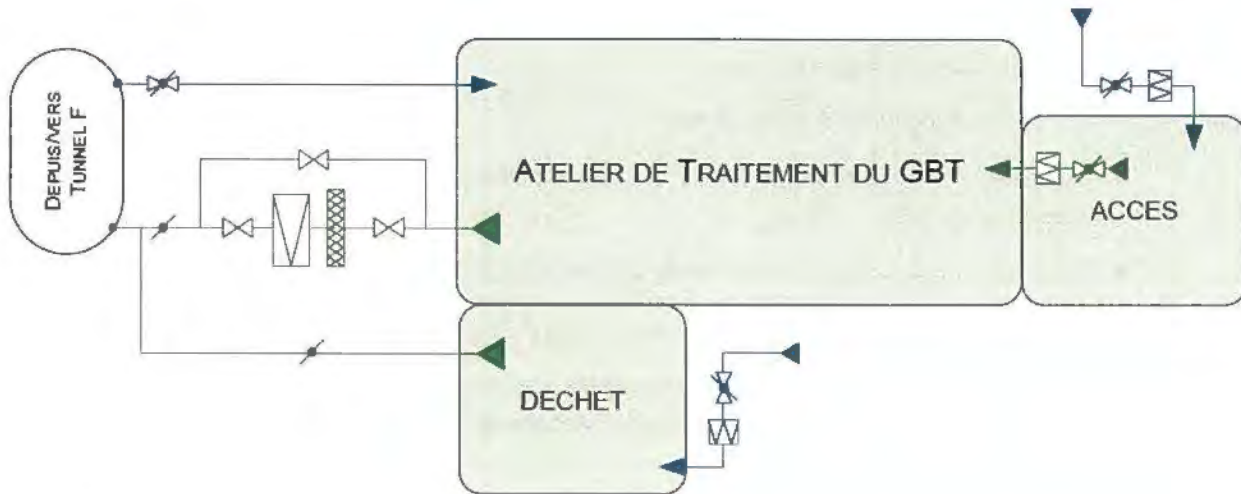 DEPUIS/VERS
TUNNEL F
ATELIER DE TRAITEMENT DU GBT
ACCES
DECHET